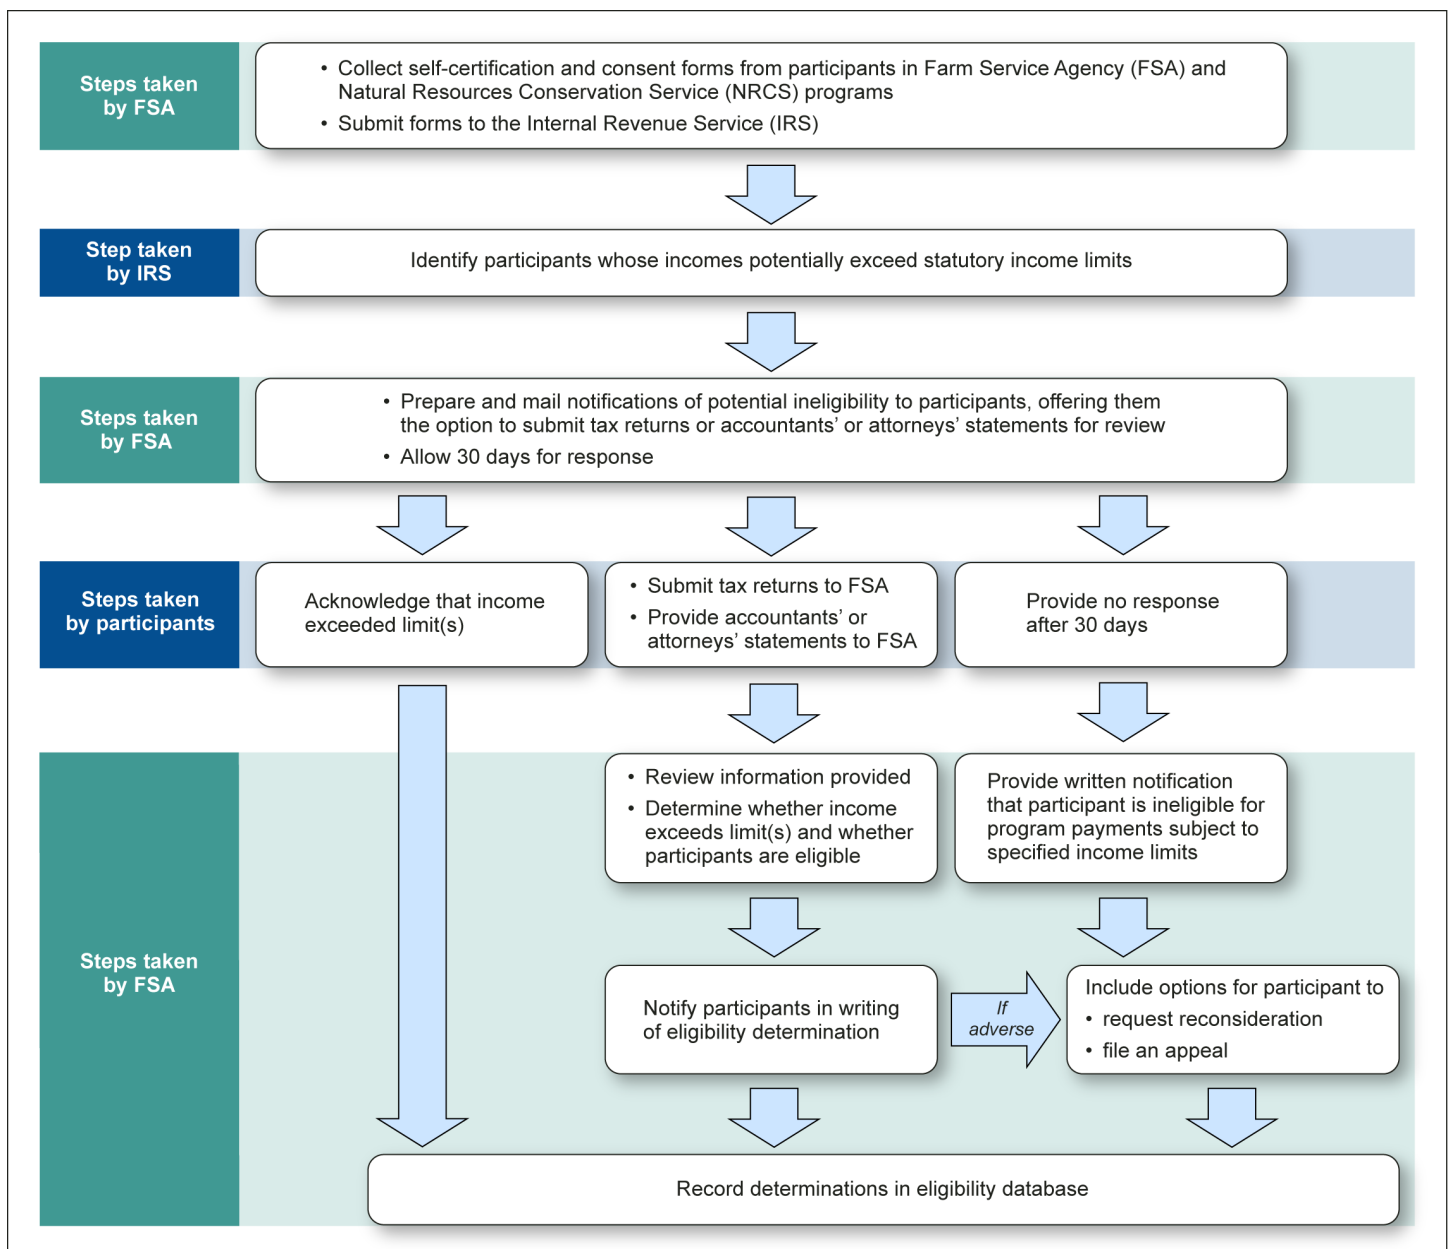 Steps taken
by FSA
• Collect self-certification and consent forms from participants in Farm Service Agency (FSA) and
Natural Resources Conservation Service (NRCS) programs
• Submit forms to the Internal Revenue Service (IRS)
Step taken
by IRS
Identify participants whose incomes potentially exceed statutory income limits
Steps taken
by FSA
• Prepare and mail notifications of potential ineligibility to participants, offering them
the option to submit tax returns or accountants’ or attorneys’ statements for review
• Allow 30 days for response
Steps taken
by participants
Acknowledge that income
exceeded limit(s)
• Submit tax returns to FSA
• Provide accountants’ or
attorneys’ statements to FSA
Provide no response
after 30 days
Steps taken
by FSA
• Review information provided
• Determine whether income
exceeds limit(s) and whether
participants are eligible
Provide written notification
that participant is ineligible for
program payments subject to
specified income limits
Notify participants in writing
of eligibility determination
If
adverse
Include options for participant to
• request reconsideration
• file an appeal
Record determinations in eligibility database